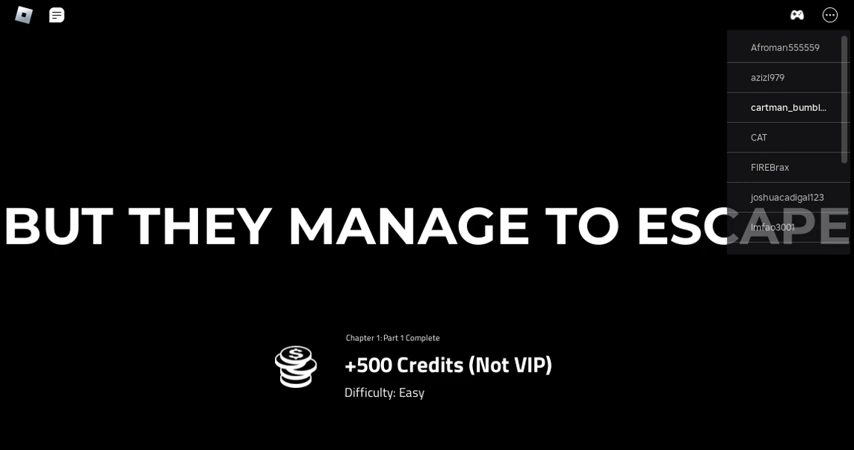 Afroman555559
azizl979
cartman_bumbl...
CAT
FIREBrax
joshuacadigal123
lmfao3001
BUT THEY MANAGE TO ESCAPE
Chapter 1: Part 1 Complete
+500 Credits (Not VIP)
Difficulty: Easy